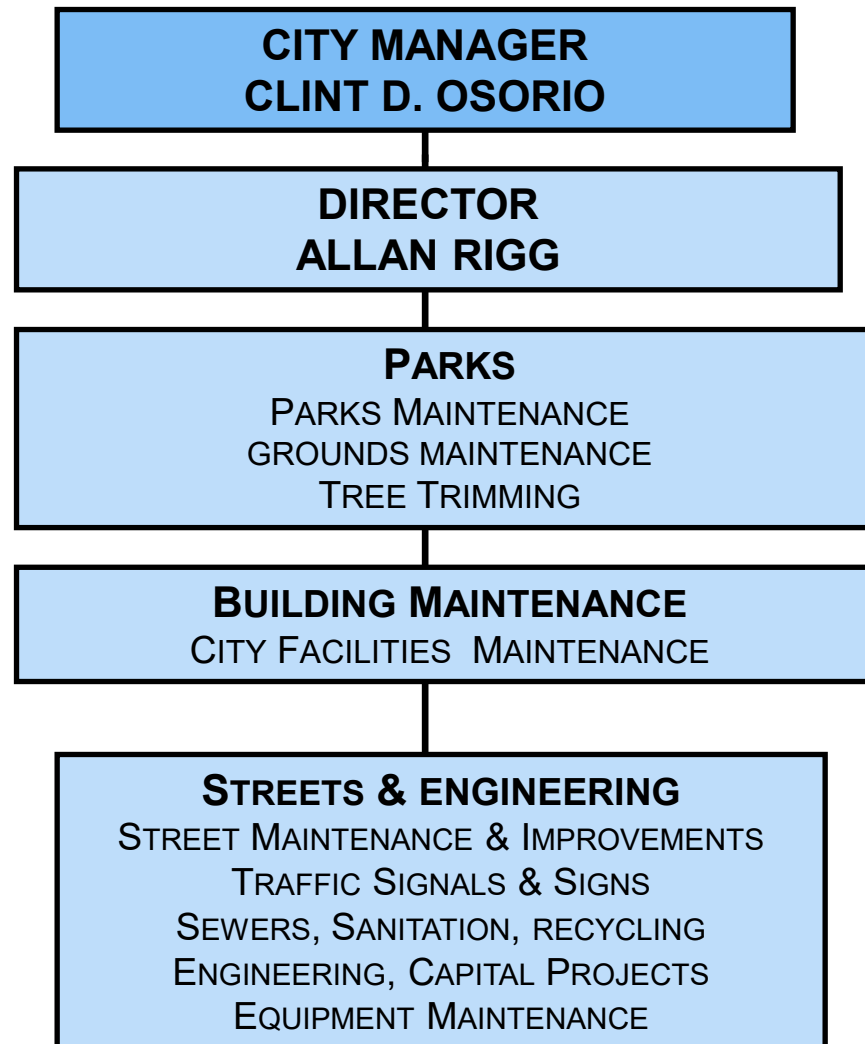 CITY MANAGER
CLINT D. OSORIO
DIRECTOR
ALLAN RIGG
PARKS
PARKS MAINTENANCE
GROUNDS MAINTENANCE
TREE TRIMMING
BUILDING MAINTENANCE
CITY FACILITIES MAINTENANCE
STREETS & ENGINEERING
STREET MAINTENANCE & IMPROVEMENTS
TRAFFIC SIGNALS & SIGNS
SEWERS, SANITATION, RECYCLING
ENGINEERING, CAPITAL PROJECTS
EQUIPMENT MAINTENANCE